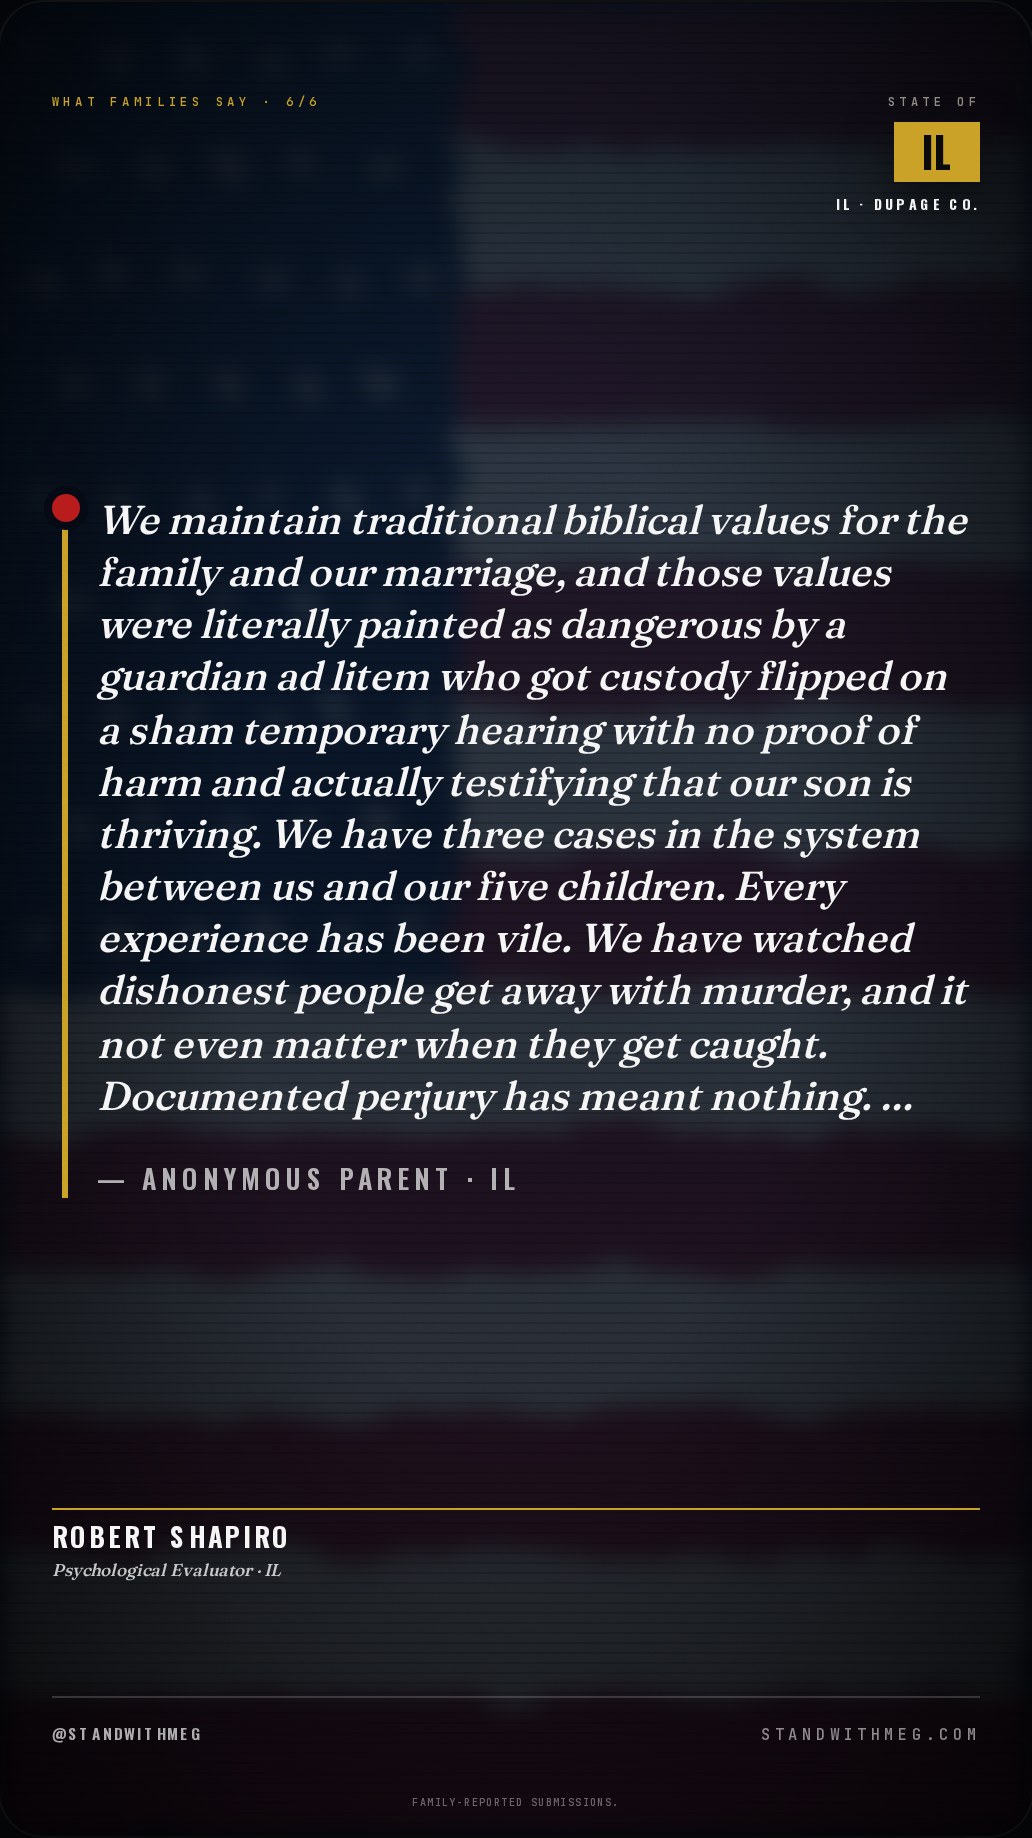 WHAT FAMILIES SAY · 6/6
STATE OF
IL
IL · DUPAGE CO.
We maintain traditional biblical values for the
family and our marriage, and those values
were literally painted as dangerous by a
guardian ad litem who got custody flipped on
a sham temporary hearing with no proof of
harm and actually testifying that our son is
thriving. We have three cases in the system
between us and our five children. Every
experience has been vile. We have watched
dishonest people get away with murder, and it
not even matter when they get caught.
Documented perjury has meant nothing. ...
— ANONYMOUS PARENT · IL
ROBERT SHAPIRO
Psychological Evaluator · IL
@STANDWITHMEG
STANDWITHMEG.COM
FAMILY-REPORTED SUBMISSIONS.